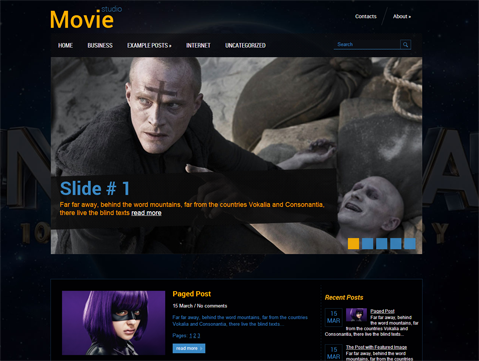 studio
Movie
Contacts
About
HOME
BUSINESS
EXAMPLE POSTS
INTERNET
UNCATEGORIZED
Search
Slide # 1
Far far away, behind the word mountains, far from the countries Vokalia and Consonantia,
there live the blind texts read more
Paged Post
15 March / No comments
Far far away, behind the word mountains, far from the countries
Vokalia and Consonantia, there live the blind texts...
Pages: [ 2 ]
read more
Recent Posts
15
MAR
Paged Post
Far far away, behind
the word mountains, far
from the countries Vokalia and
Consonantia, there live the blind texts...
15
MAR
The Post with Featured Image
Far far away, behind
the word mountains, far